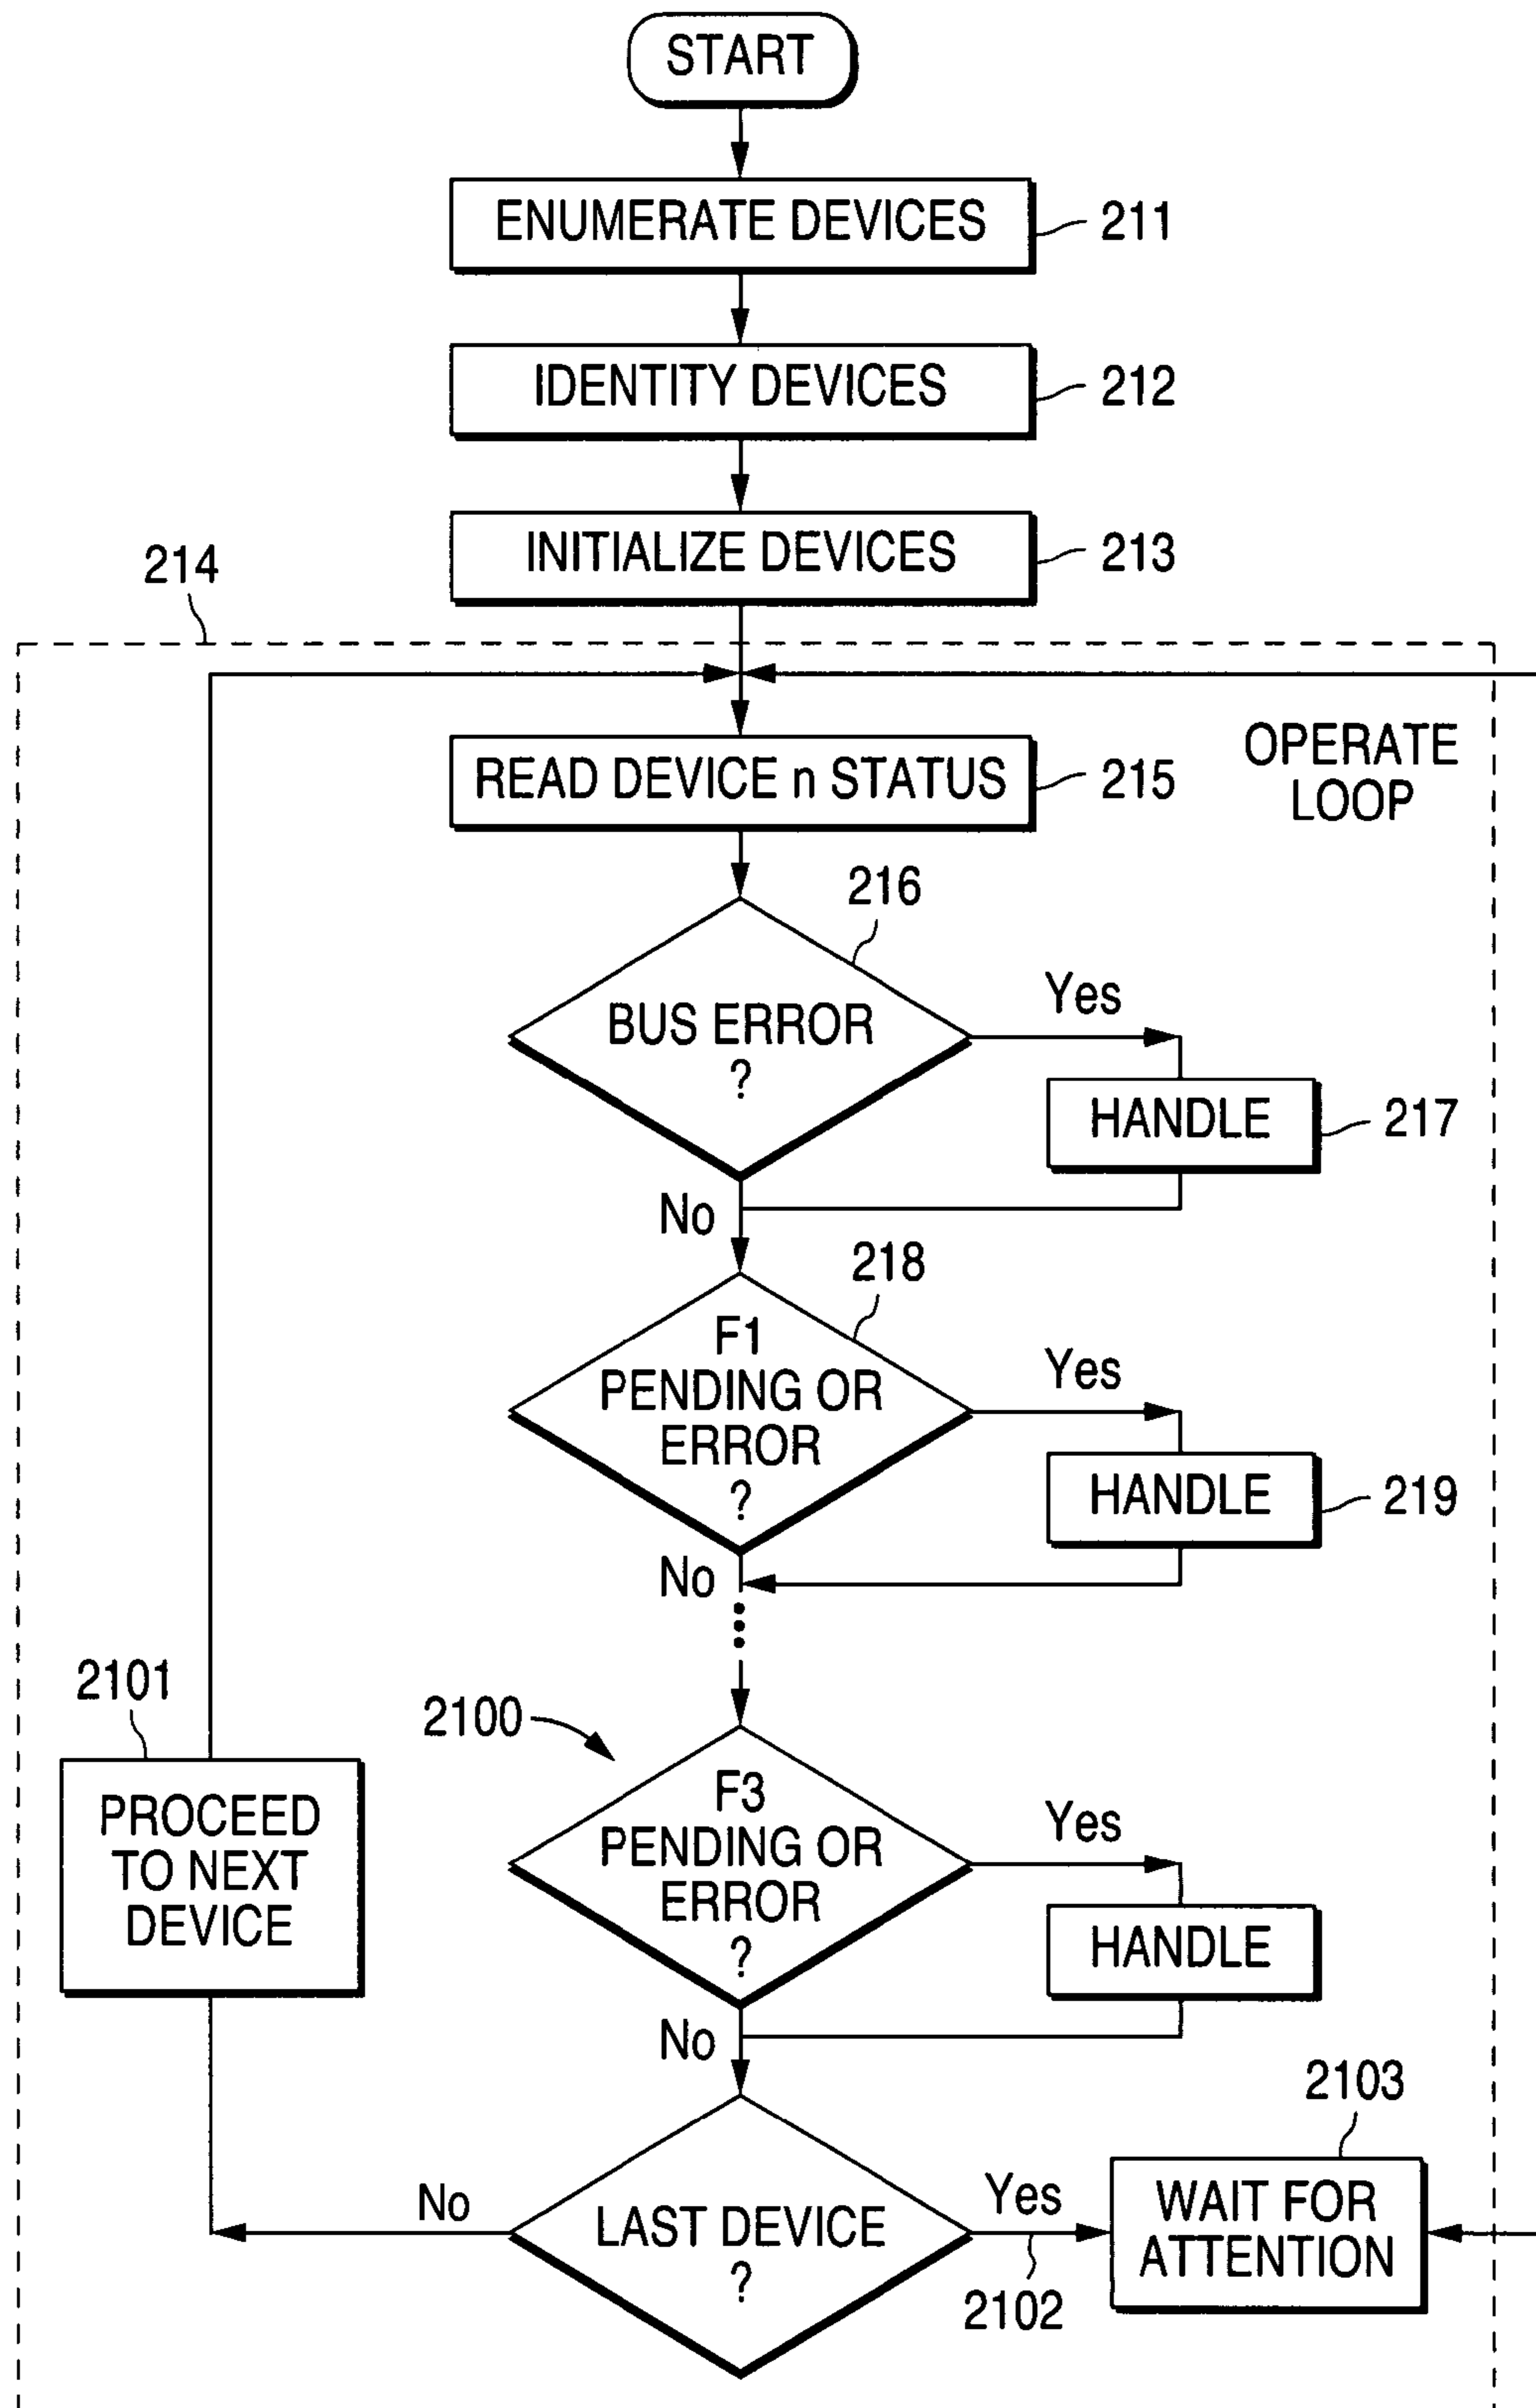 START
ENUMERATE DEVICES
211
IDENTITY DEVICES
212
INITIALIZE DEVICES
213
214
OPERATE
LOOP
READ DEVICE n STATUS
215
216
BUS ERROR
?
Yes
HANDLE
217
No
218
F1
PENDING OR
ERROR
?
Yes
HANDLE
219
No
2101
PROCEED
TO NEXT
DEVICE
2100
F3
PENDING OR
ERROR
?
Yes
HANDLE
No
LAST DEVICE
?
No
Yes
2102
2103
WAIT FOR
ATTENTION